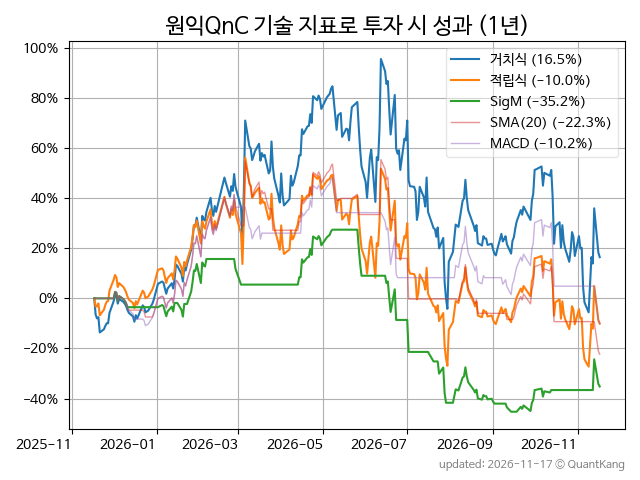 원익QnC 기술 지표로 투자 시 성과 (1년)
100%
80%
60%
40%
20%
0%
−20%
−40%
거치식 (16.5%)
적립식 (−10.0%)
SigM (−35.2%)
SMA(20) (−22.3%)
MACD (−10.2%)
2025-11 2026-01 2026-03 2026-05 2026-07 2026-09 2026-11
updated: 2026-11-17 © QuantKang